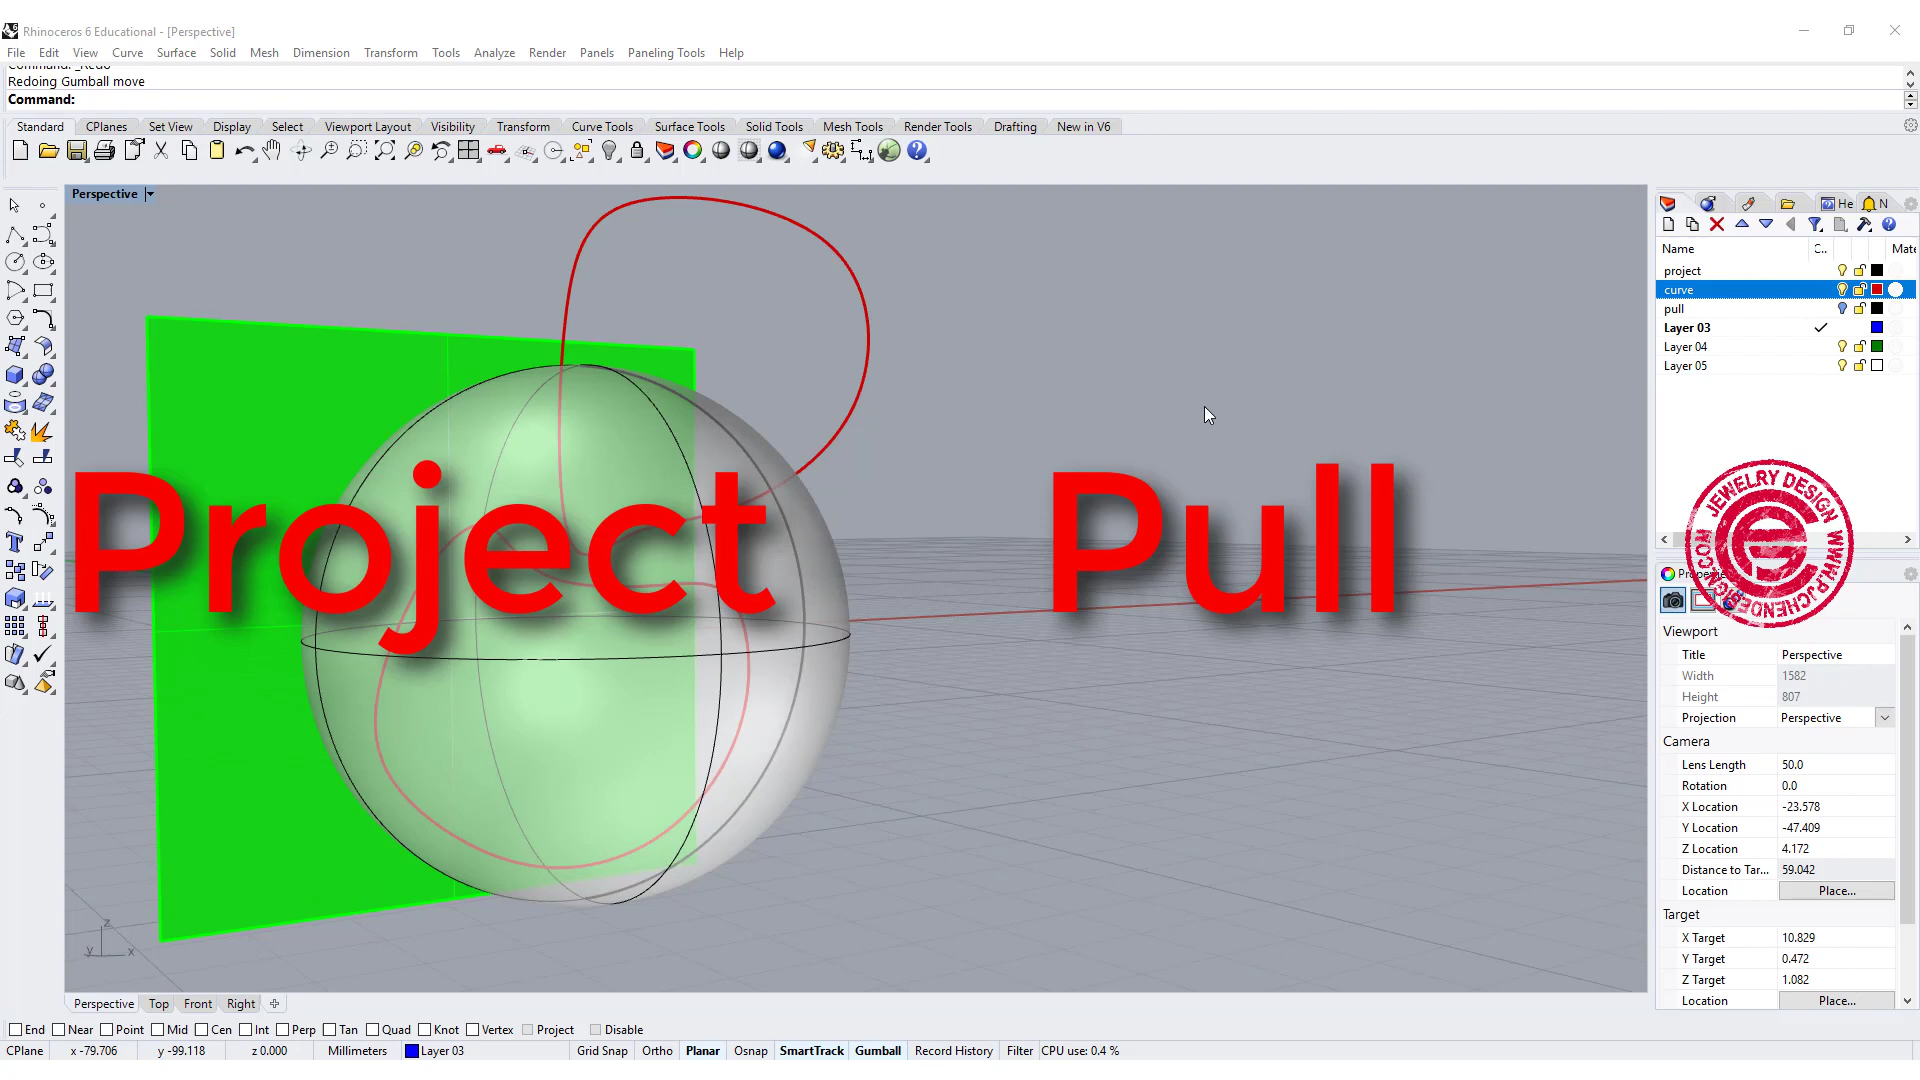 Rhinoceros 6 Educational - [Perspective]
File Edit View Curve Surface Solid Mesh Dimension Transform Tools Analyze Render Panels Paneling Tools Help
Command: _Redo
Redoing Gumball move
Command:
Standard CPlanes Set View Display Select Viewport Layout Visibility Transform Curve Tools Surface Tools Solid Tools Mesh Tools Render Tools Drafting New in V6
Perspective
He N
Name C.. Mate
project
curve
pull
Layer 03
Layer 04
Layer 05
Project Pull
JEWELRY DESIGN
WWW.PJCHENDESIGN.COM
Viewport
Title Perspective
Width 1582
Height 807
Projection Perspective
Camera
Lens Length 50.0
Rotation 0.0
X Location -23.578
Y Location -47.409
Z Location 4.172
Distance to Tar... 59.042
Location Place...
Target
X Target 10.829
Y Target 0.472
Z Target 1.082
Location Place...
z
y x
Perspective Top Front Right
End Near Point Mid Cen Int Perp Tan Quad Knot Vertex Project Disable
CPlane x -79.706 y -99.118 z 0.000 Millimeters Layer 03 Grid Snap Ortho Planar Osnap SmartTrack Gumball Record History Filter CPU use: 0.4 %